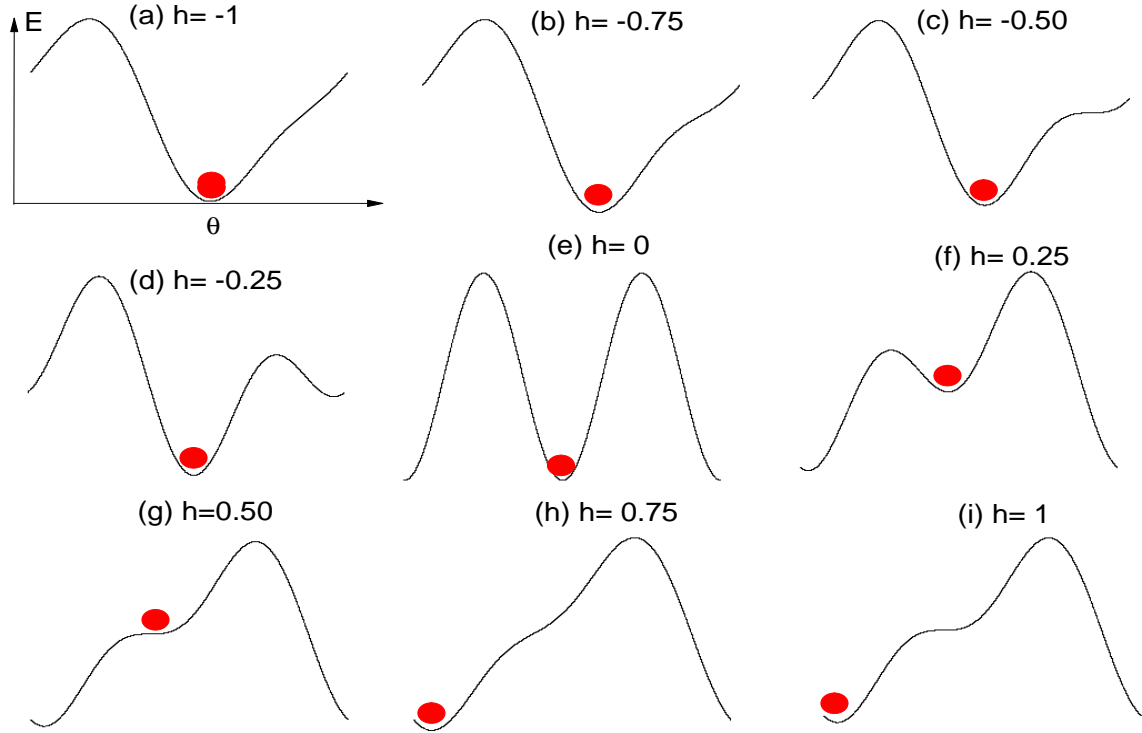 E
(a) h= -1
(b) h= -0.75
(c) h= -0.50
θ
(d) h= -0.25
(e) h= 0
(f) h= 0.25
(g) h=0.50
(h) h= 0.75
(i) h= 1